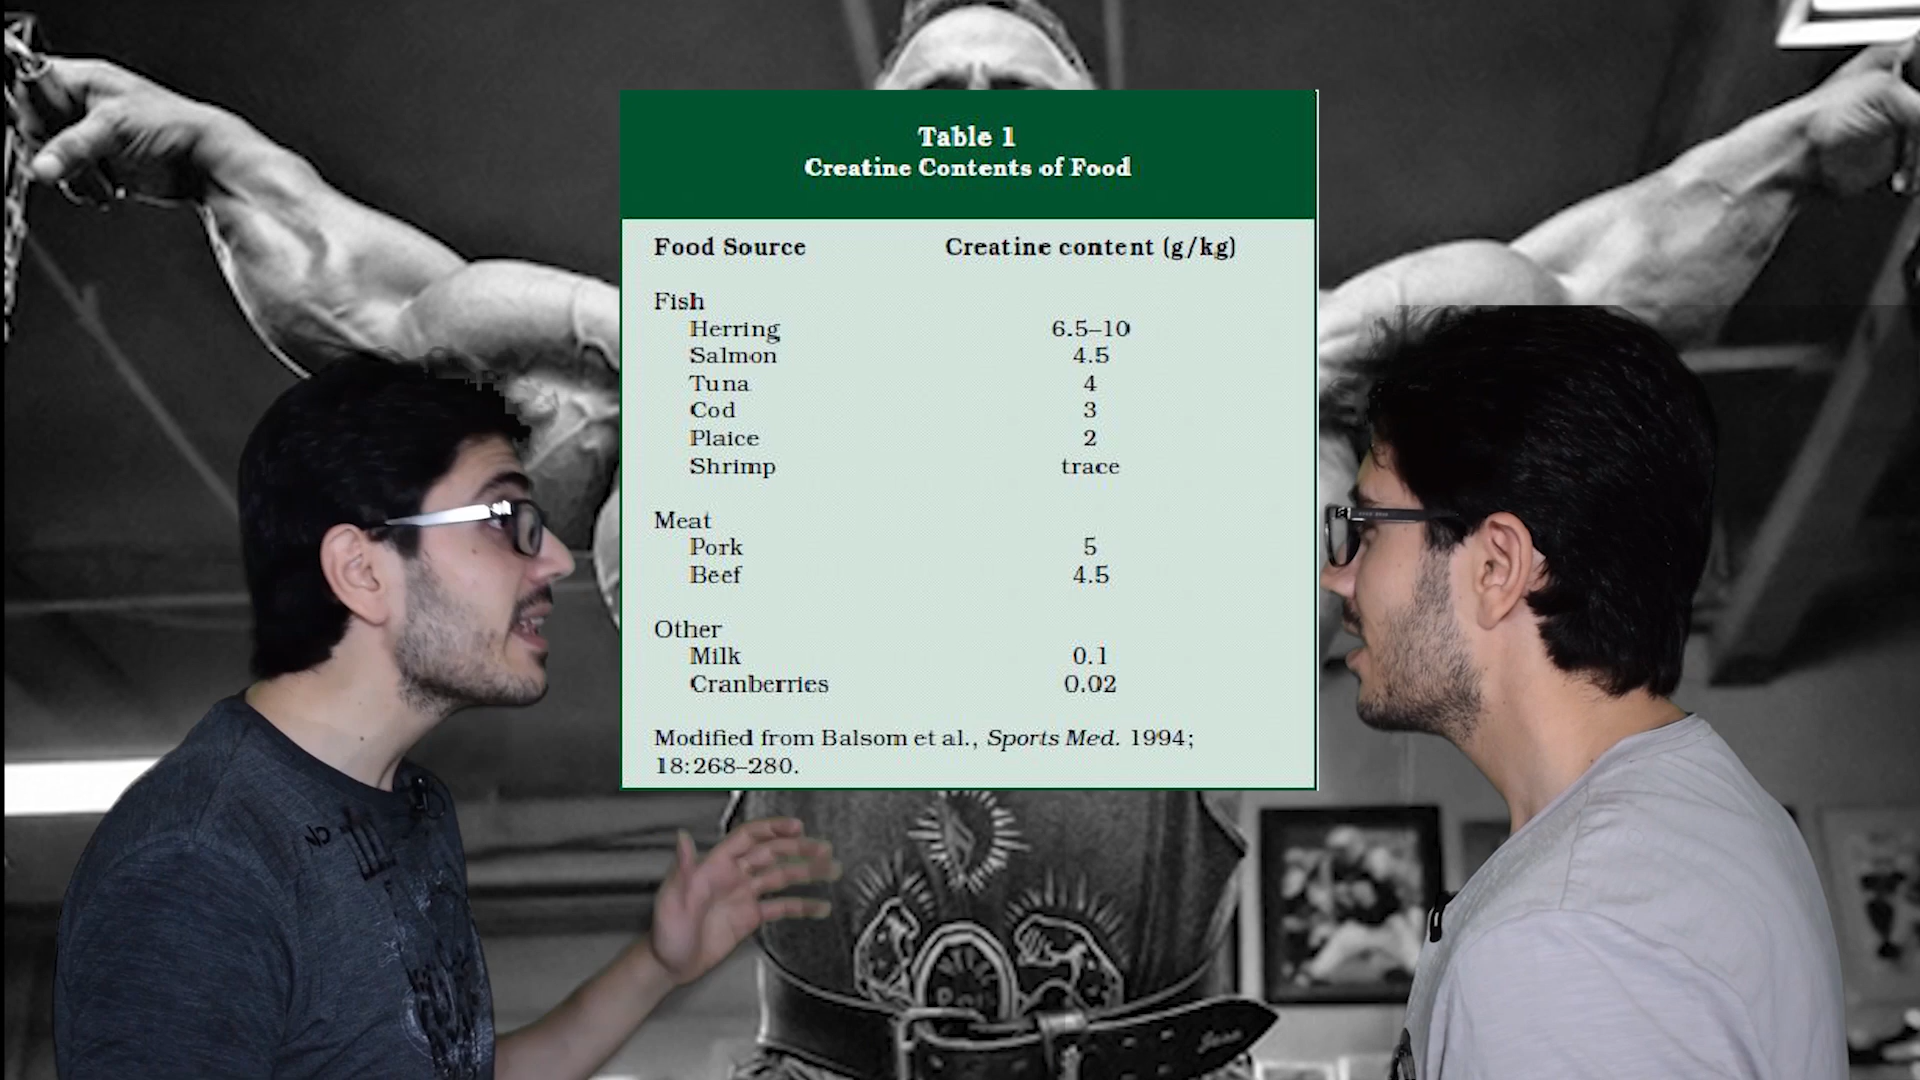 Table 1
Creatine Contents of Food
Food Source Creatine content (g/kg)
Fish
Herring 6.5–10
Salmon 4.5
Tuna 4
Cod 3
Plaice 2
Shrimp trace
Meat
Pork 5
Beef 4.5
Other
Milk 0.1
Cranberries 0.02
Modified from Balsom et al., Sports Med. 1994;
18:268–280.